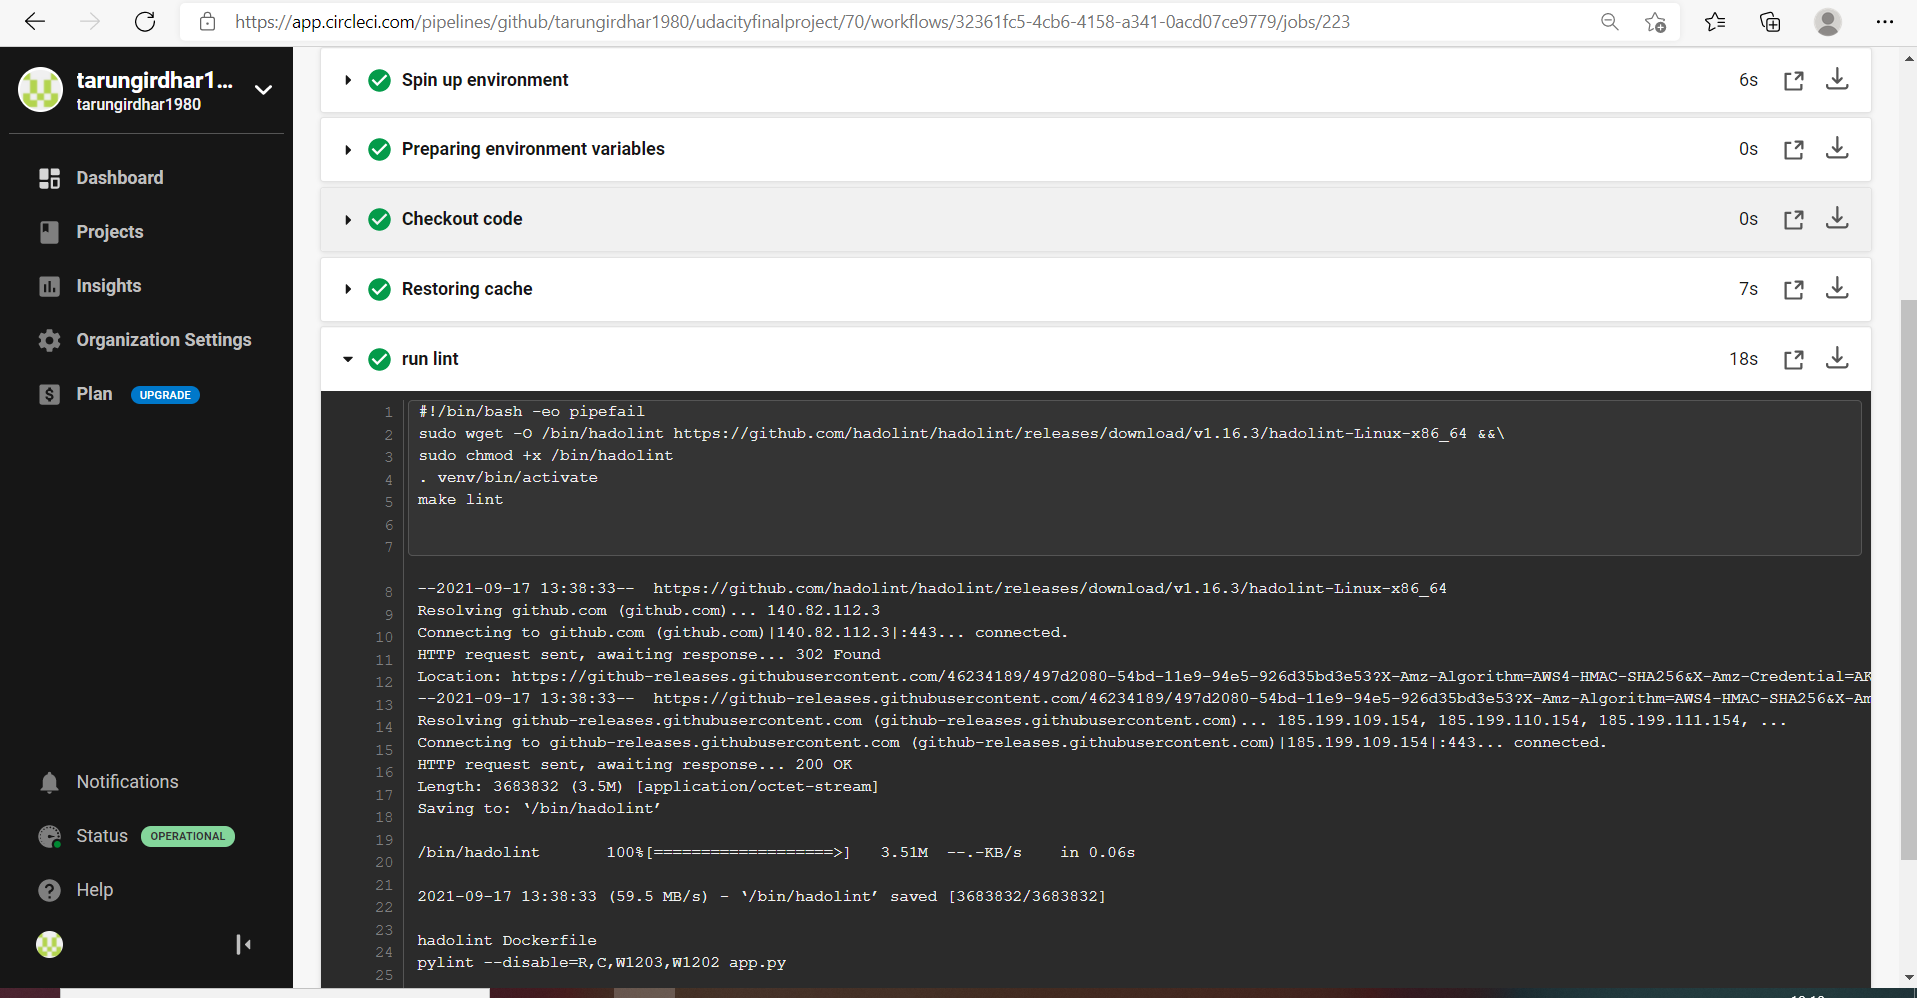 https://app.circleci.com/pipelines/github/tarungirdhar1980/udacityfinalproject/70/workflows/32361fc5-4cb6-4158-a341-0acd07ce9779/jobs/223
tarungirdhar1...
tarungirdhar1980
Dashboard
Projects
Insights
Organization Settings
Plan UPGRADE
Notifications
Status OPERATIONAL
Help
Spin up environment 6s
Preparing environment variables 0s
Checkout code 0s
Restoring cache 7s
run lint 18s
1 #!/bin/bash -eo pipefail
2 sudo wget -O /bin/hadolint https://github.com/hadolint/hadolint/releases/download/v1.16.3/hadolint-Linux-x86_64 &&\
3 sudo chmod +x /bin/hadolint
4 . venv/bin/activate
5 make lint
6
7
8 --2021-09-17 13:38:33--  https://github.com/hadolint/hadolint/releases/download/v1.16.3/hadolint-Linux-x86_64
9 Resolving github.com (github.com)... 140.82.112.3
10 Connecting to github.com (github.com)|140.82.112.3|:443... connected.
11 HTTP request sent, awaiting response... 302 Found
12 Location: https://github-releases.githubusercontent.com/46234189/497d2080-54bd-11e9-94e5-926d35bd3e53?X-Amz-Algorithm=AWS4-HMAC-SHA256&X-Amz-Credential=AK
13 --2021-09-17 13:38:33--  https://github-releases.githubusercontent.com/46234189/497d2080-54bd-11e9-94e5-926d35bd3e53?X-Amz-Algorithm=AWS4-HMAC-SHA256&X-Am
14 Resolving github-releases.githubusercontent.com (github-releases.githubusercontent.com)... 185.199.109.154, 185.199.110.154, 185.199.111.154, ...
15 Connecting to github-releases.githubusercontent.com (github-releases.githubusercontent.com)|185.199.109.154|:443... connected.
16 HTTP request sent, awaiting response... 200 OK
17 Length: 3683832 (3.5M) [application/octet-stream]
18 Saving to: ‘/bin/hadolint’
19
20 /bin/hadolint       100%[===================>]   3.51M  --.-KB/s    in 0.06s
21
22 2021-09-17 13:38:33 (59.5 MB/s) - ‘/bin/hadolint’ saved [3683832/3683832]
23
24 hadolint Dockerfile
25 pylint --disable=R,C,W1203,W1202 app.py